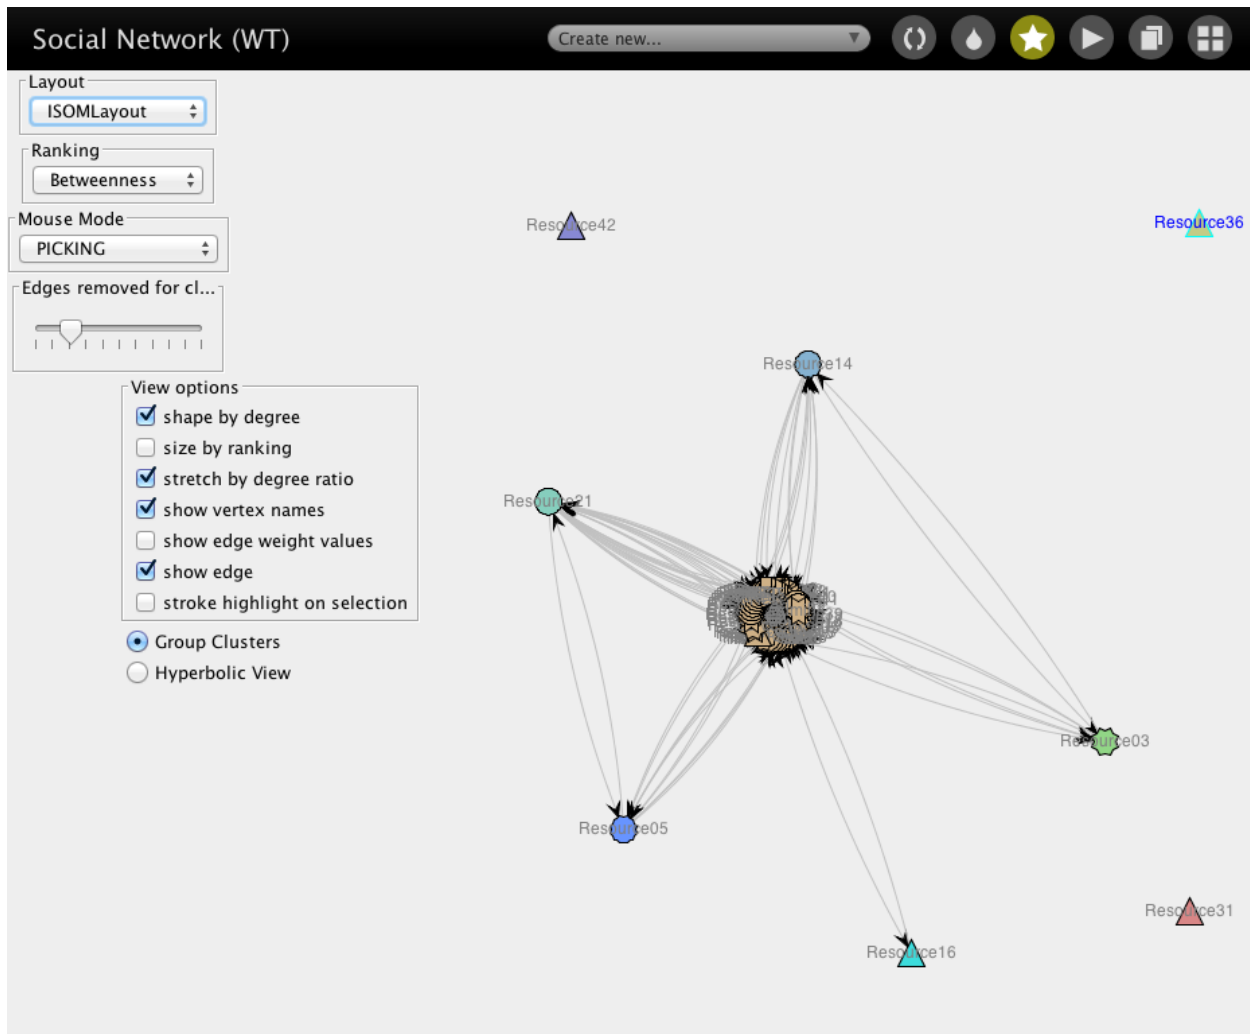 Social Network (WT)
Create new...
Layout
ISOMLayout
Ranking
Betweenness
Mouse Mode
PICKING
Edges removed for cl...
View options
shape by degree
size by ranking
stretch by degree ratio
show vertex names
show edge weight values
show edge
stroke highlight on selection
Group Clusters
Hyperbolic View
Resource42
Resource36
Resource14
Resource21
Resource03
Resource05
Resource31
Resource16